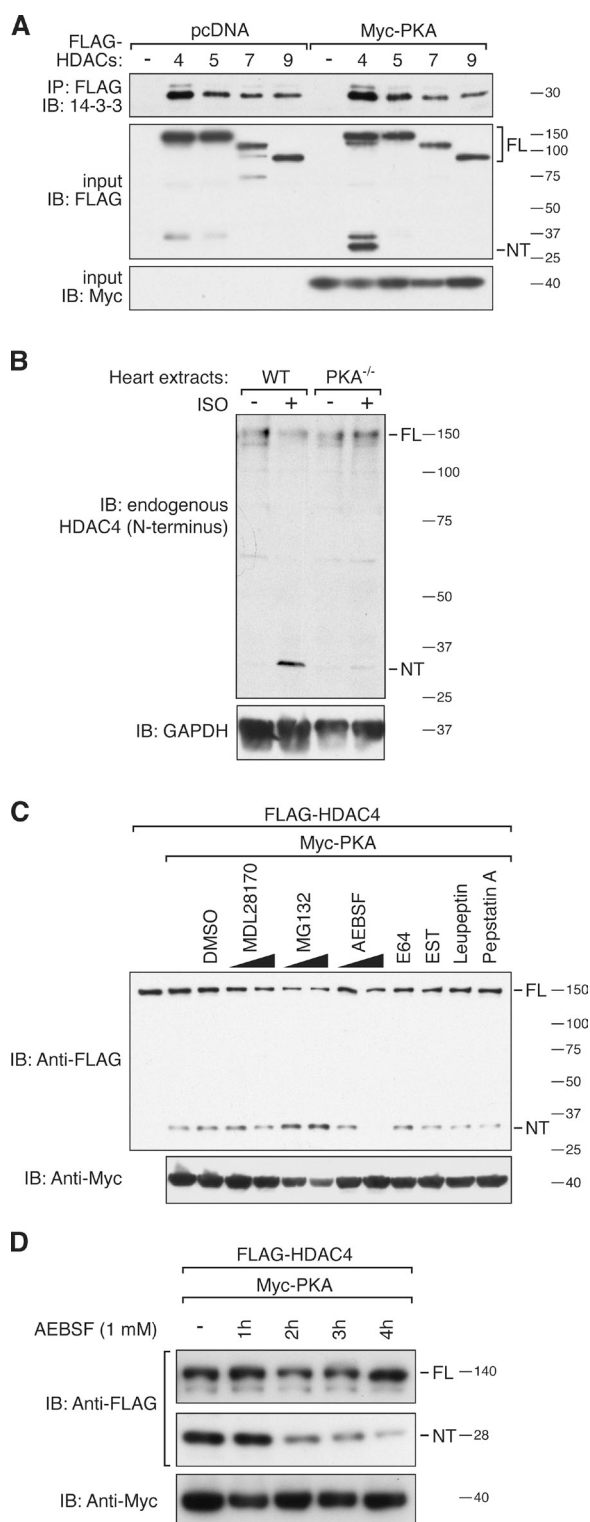 A
pcDNA
Myc-PKA
FLAG-
HDACs:
- 4 5 7 9 - 4 5 7 9
IP: FLAG
IB: 14-3-3
30
input
IB: FLAG
FL
150
100
75
50
37
NT
25
input
IB: Myc
40
B
Heart extracts:
WT
PKA-/-
ISO
- + - +
IB: endogenous
HDAC4 (N-terminus)
FL
150
100
75
50
37
NT
25
IB: GAPDH
37
C
FLAG-HDAC4
Myc-PKA
DMSO
MDL28170
MG132
AEBSF
E64
EST
Leupeptin
Pepstatin A
IB: Anti-FLAG
FL
150
100
75
50
37
NT
25
IB: Anti-Myc
40
D
FLAG-HDAC4
Myc-PKA
AEBSF (1 mM)
- 1h 2h 3h 4h
IB: Anti-FLAG
FL
140
NT
28
IB: Anti-Myc
40